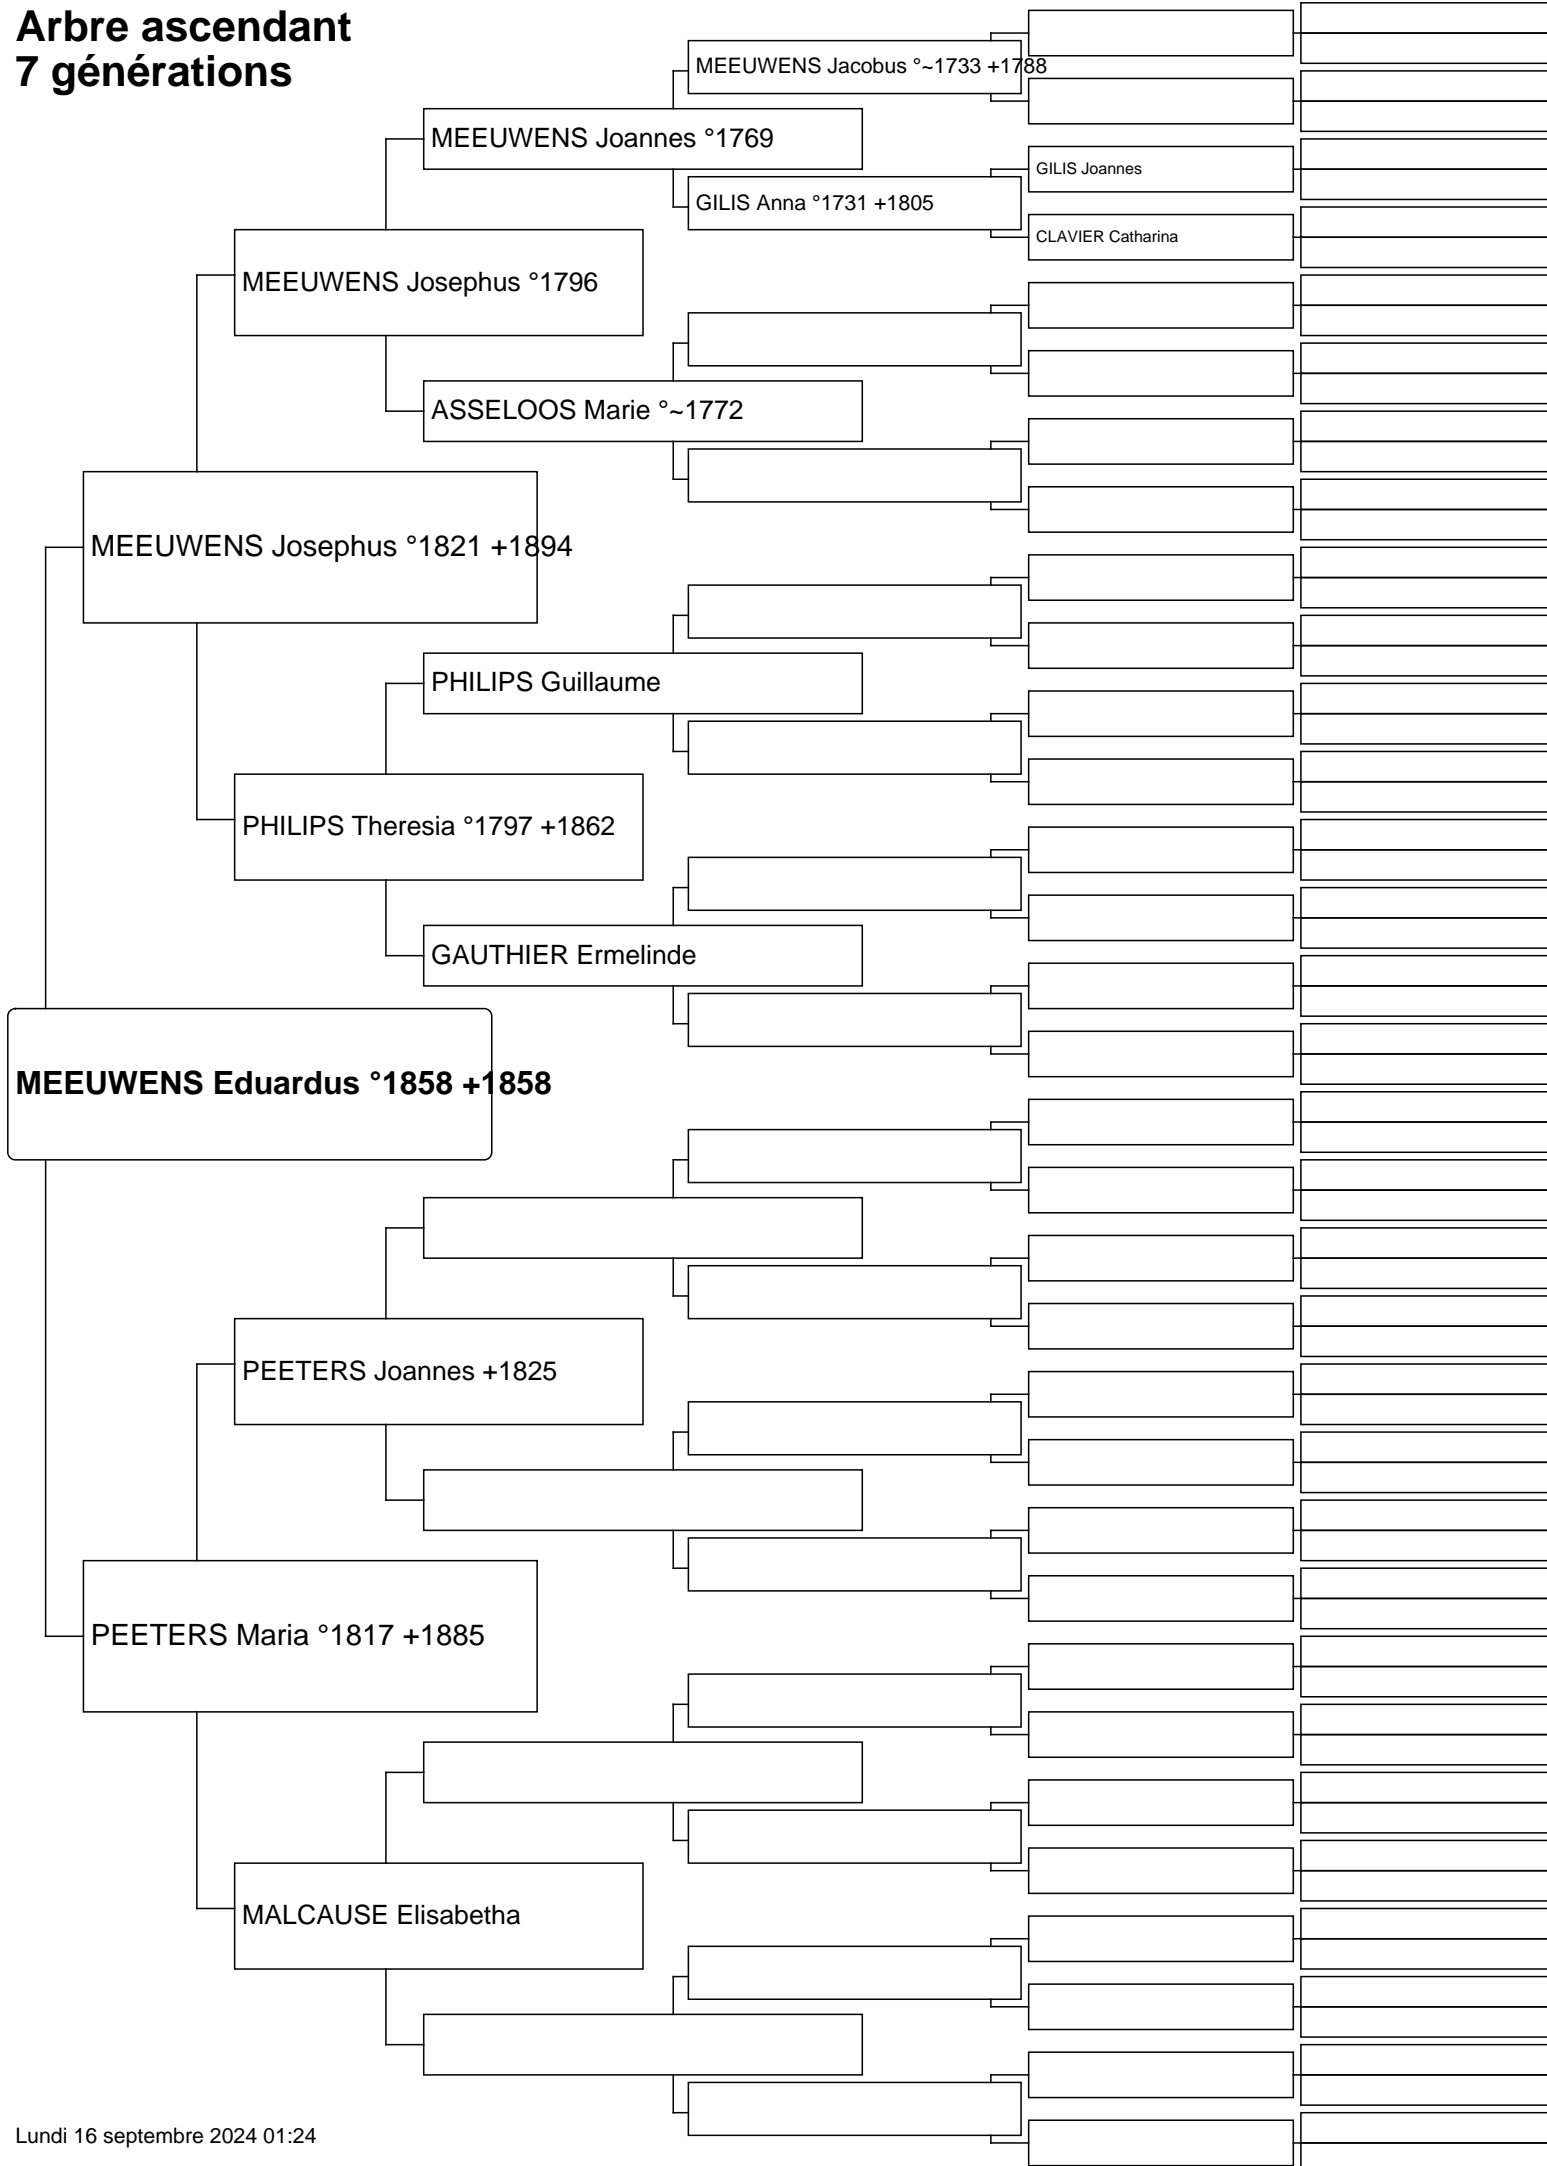 Arbre ascendant
7 générations
MEEUWENS Jacobus °~1733 +1788
MEEUWENS Joannes °1769
GILIS Joannes
GILIS Anna °1731 +1805
CLAVIER Catharina
MEEUWENS Josephus °1796
ASSELOOS Marie °~1772
MEEUWENS Josephus °1821 +1894
PHILIPS Guillaume
PHILIPS Theresia °1797 +1862
GAUTHIER Ermelinde
MEEUWENS Eduardus °1858 +1858
PEETERS Joannes +1825
PEETERS Maria °1817 +1885
MALCAUSE Elisabetha
Lundi 16 septembre 2024 01:24